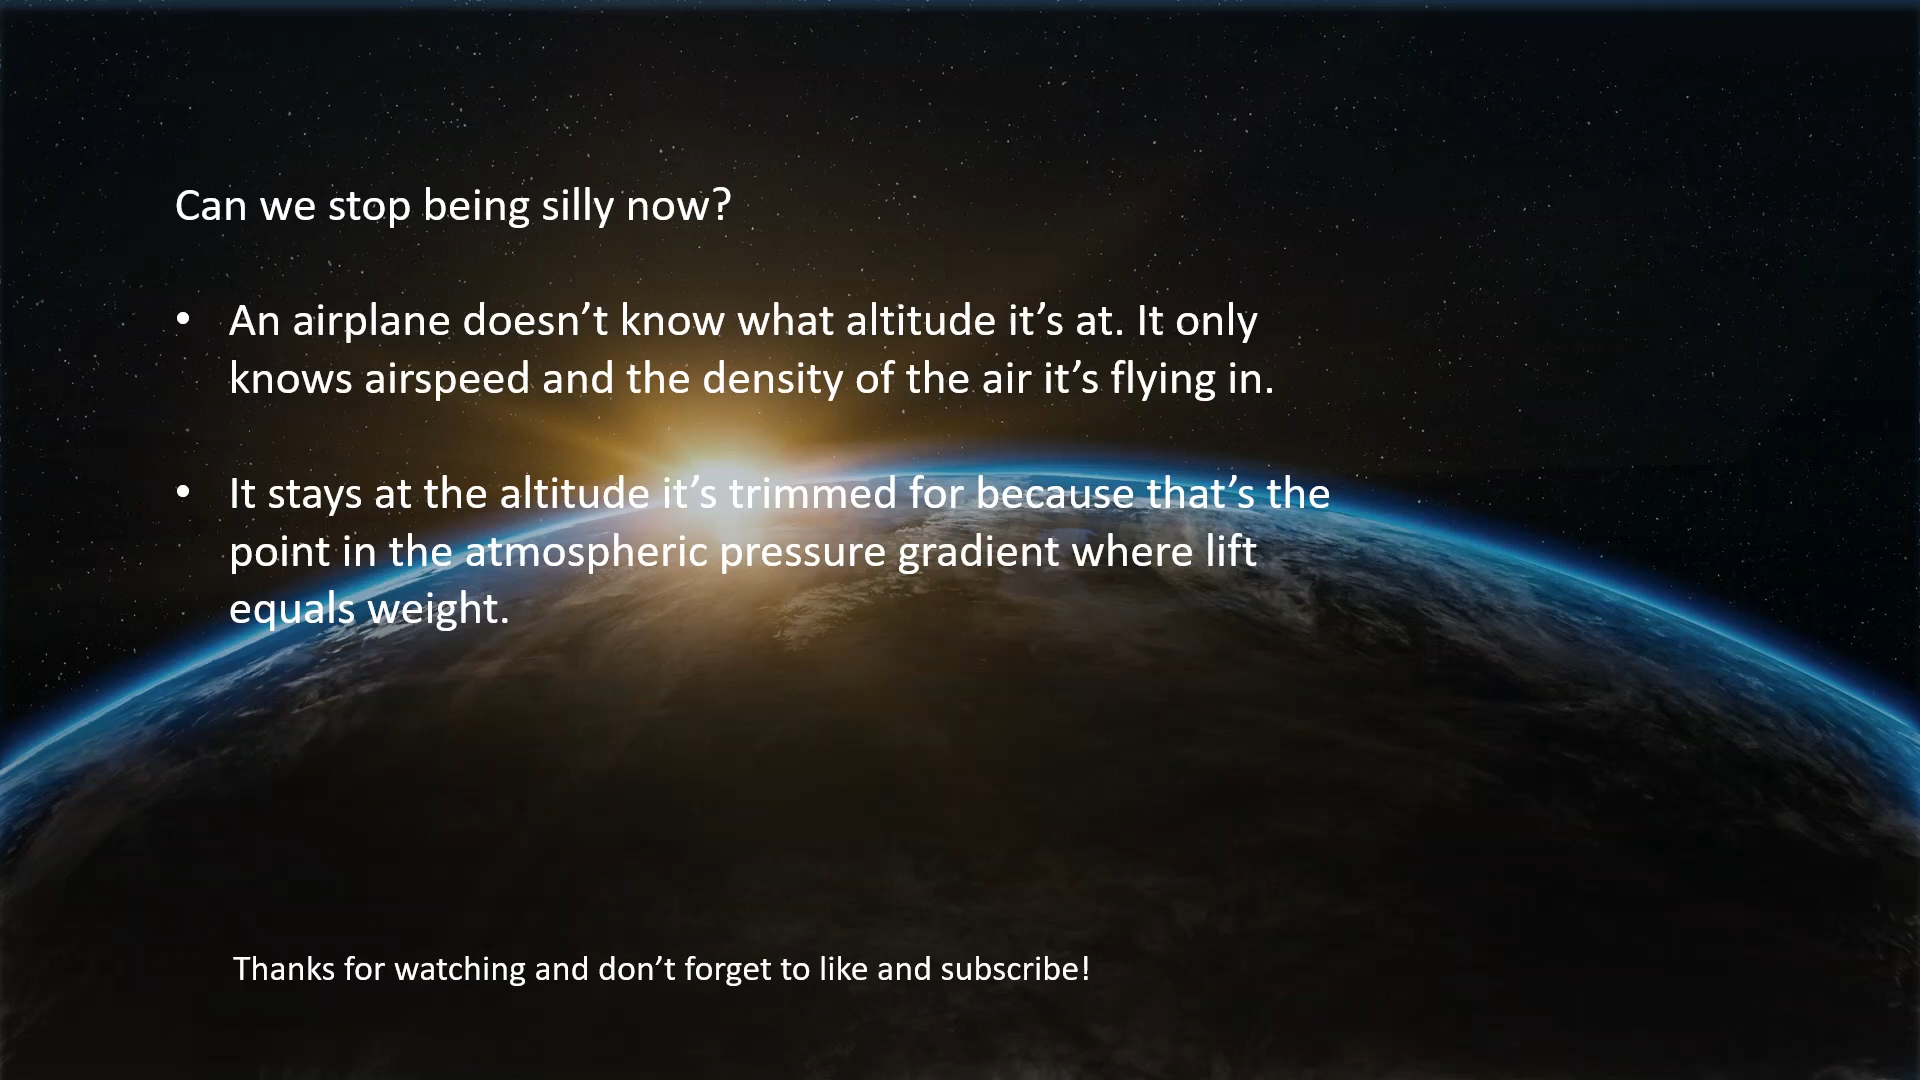 Can we stop being silly now?
• An airplane doesn’t know what altitude it’s at. It only
knows airspeed and the density of the air it’s flying in.
• It stays at the altitude it’s trimmed for because that’s the
point in the atmospheric pressure gradient where lift
equals weight.
Thanks for watching and don’t forget to like and subscribe!